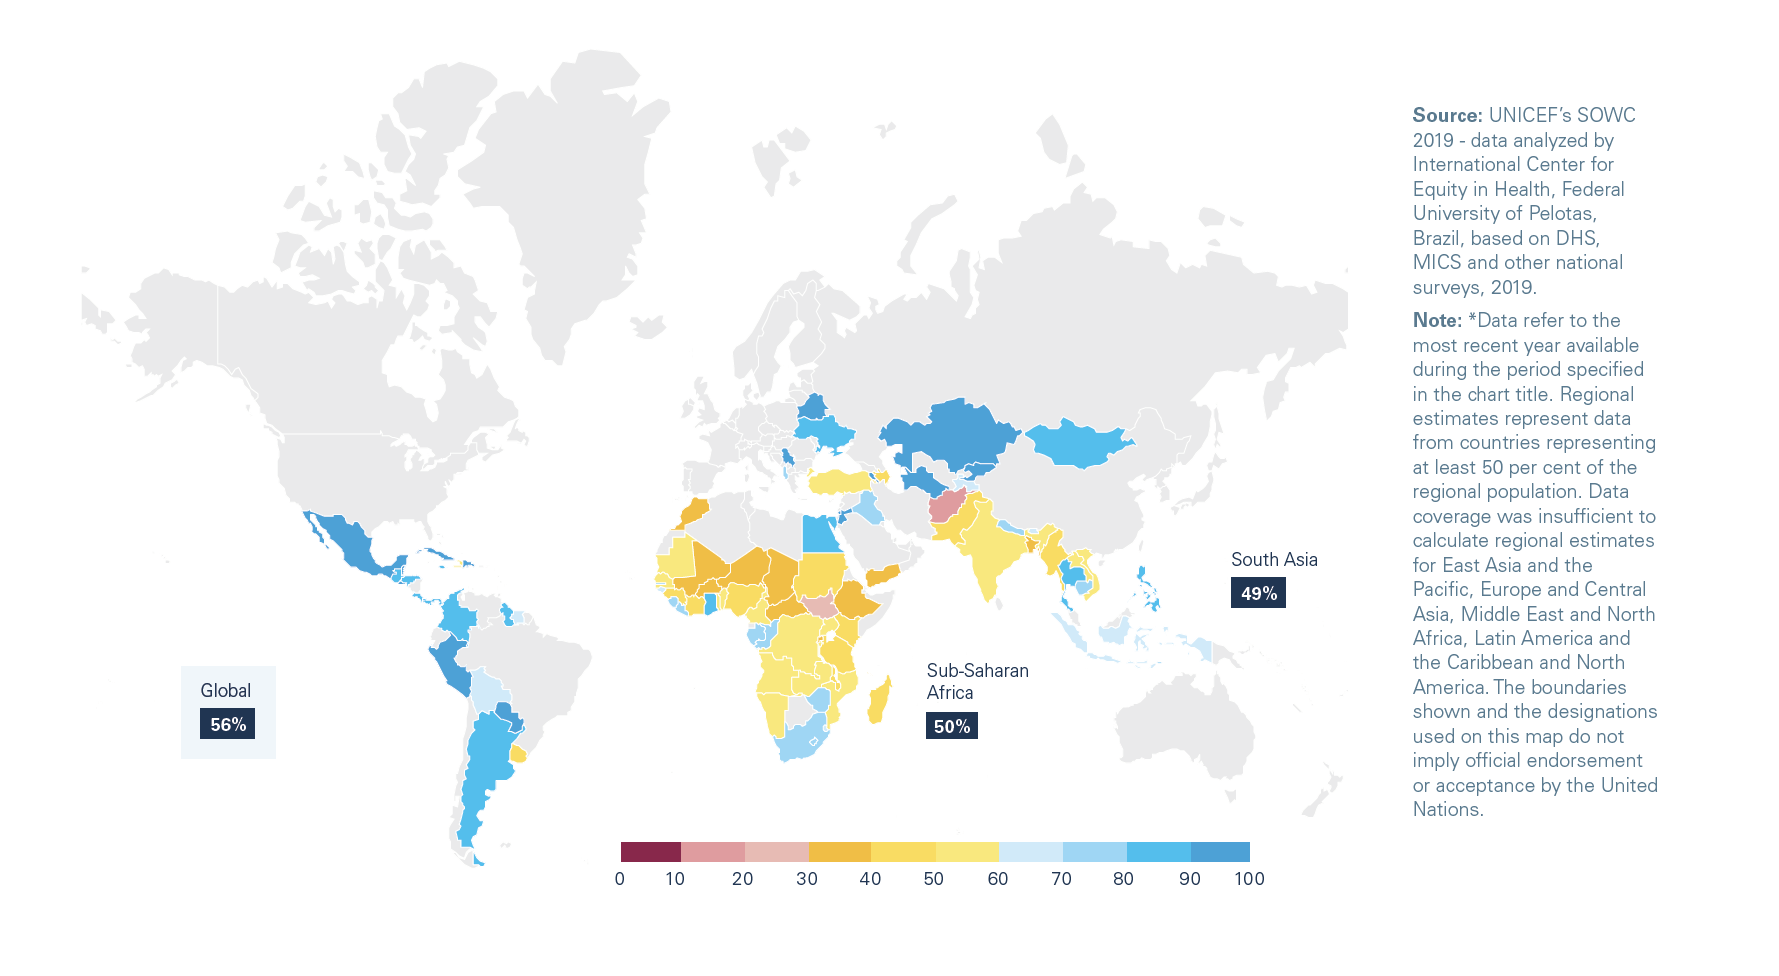 Source: UNICEF’s SOWC
2019 - data analyzed by
International Center for
Equity in Health, Federal
University of Pelotas,
Brazil, based on DHS,
MICS and other national
surveys, 2019.
Note: *Data refer to the
most recent year available
during the period specified
in the chart title. Regional
estimates represent data
from countries representing
at least 50 per cent of the
regional population. Data
coverage was insufficient to
calculate regional estimates
for East Asia and the
Pacific, Europe and Central
Asia, Middle East and North
Africa, Latin America and
the Caribbean and North
America. The boundaries
shown and the designations
used on this map do not
imply official endorsement
or acceptance by the United
Nations.
South Asia
49%
Sub-Saharan
Africa
50%
Global
56%
0 10 20 30 40 50 60 70 80 90 100